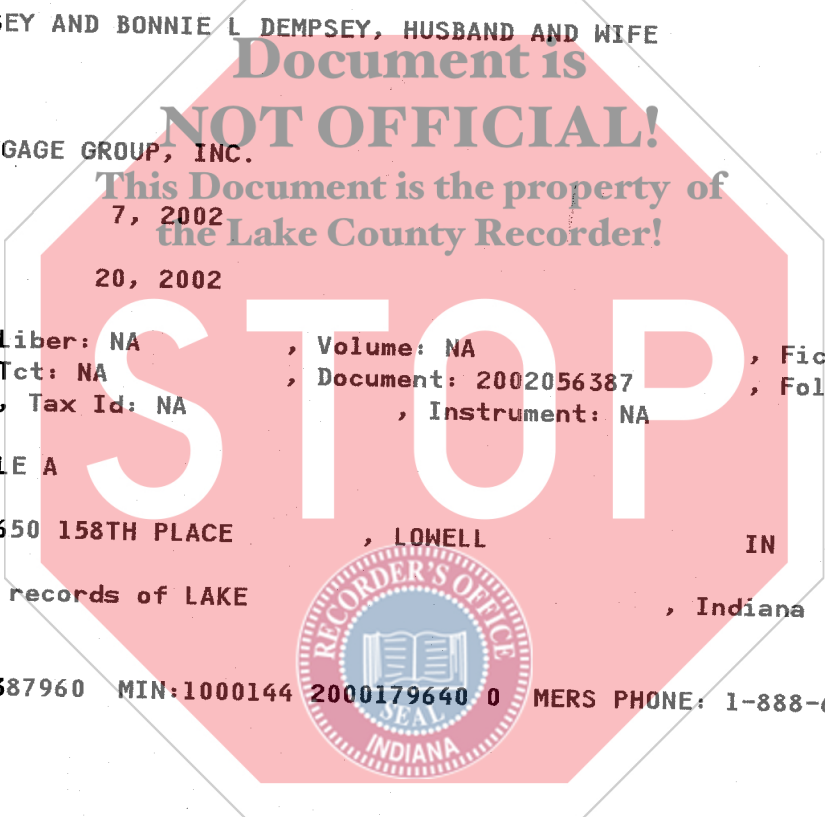 SEY AND BONNIE L DEMPSEY, HUSBAND AND WIFE
Document is
NOT OFFICIAL!
GAGE GROUP, INC.
This Document is the property of
7, 2002
the Lake County Recorder!
20, 2002
STOP
Liber: NA , Volume: NA , Fic
Tct: NA , Document: 2002056387 , Fol
, Tax Id: NA , Instrument: NA
LE A
650 158TH PLACE , LOWELL IN
records of LAKE , Indiana
RECORDER'S OFFICE
387960 MIN:1000144 2000179640 0 MERS PHONE: 1-888-6
SEAL
INDIANA